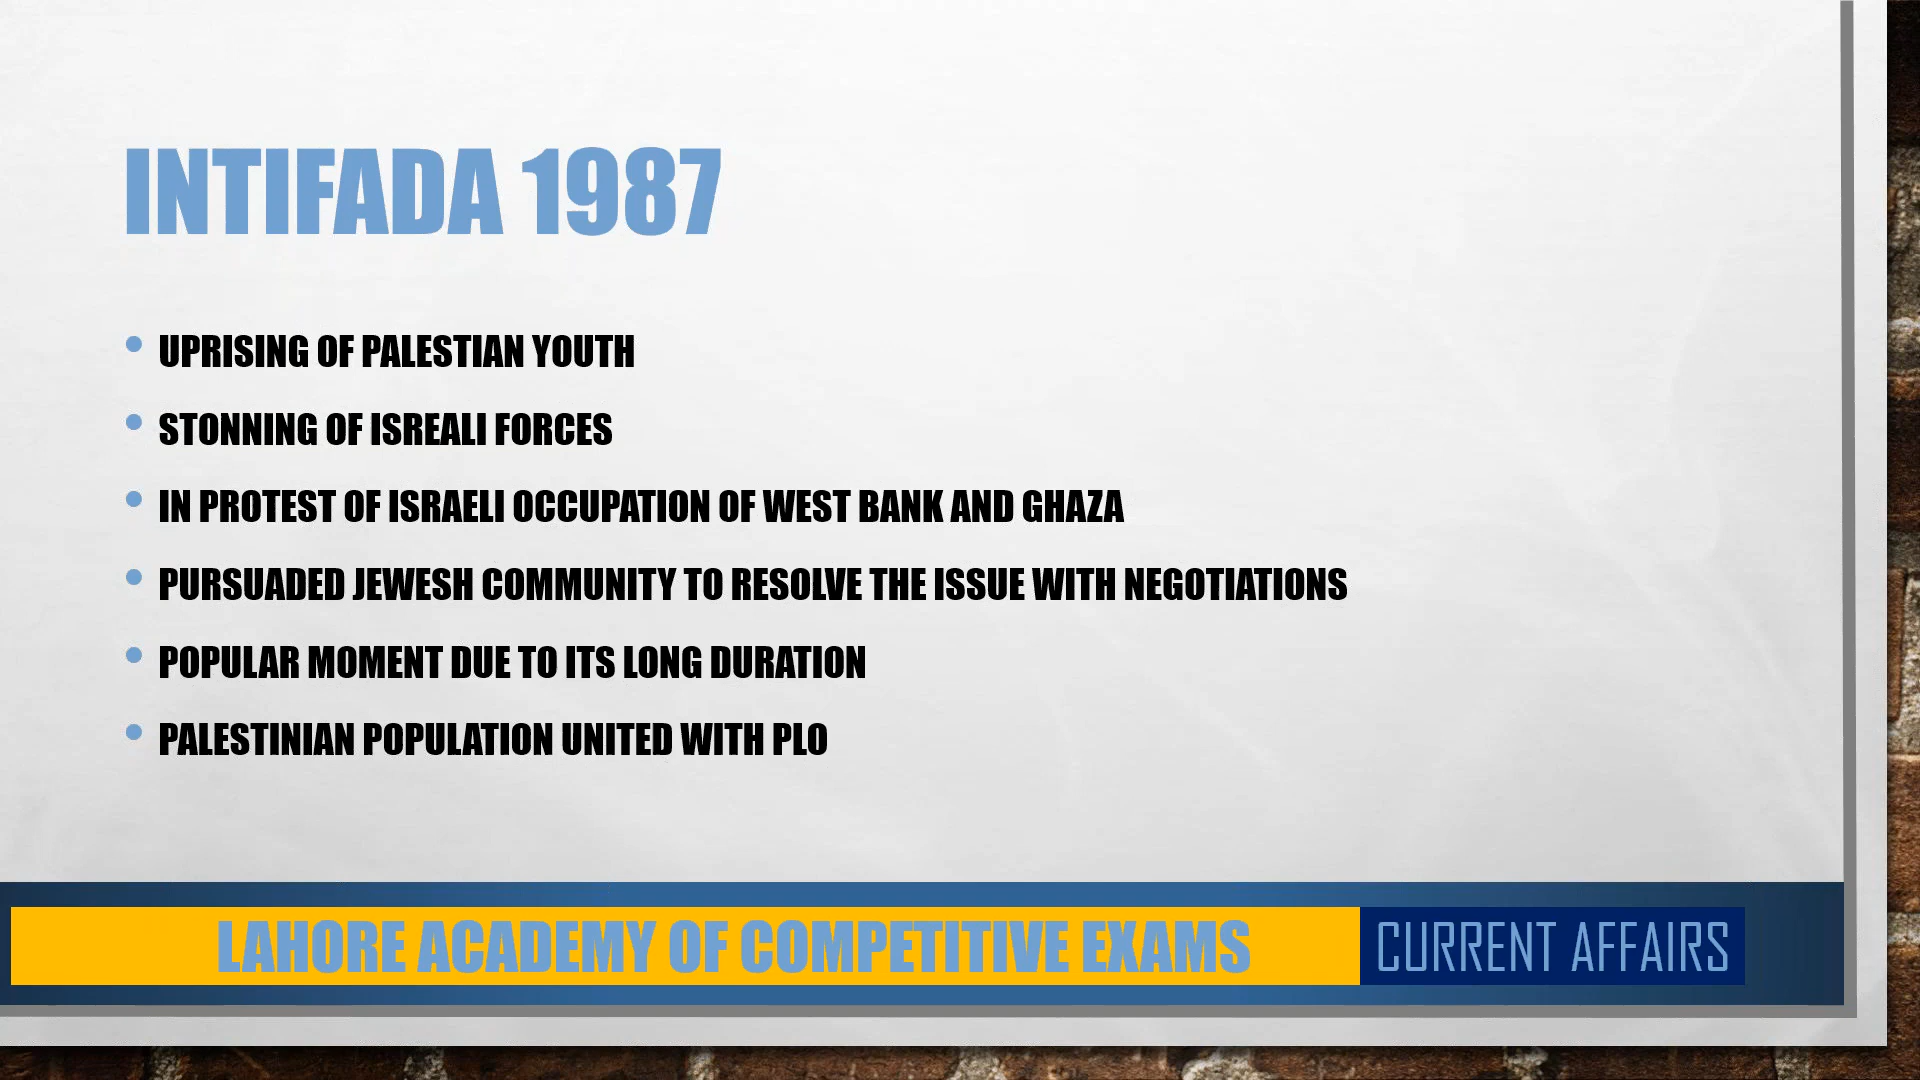 INTIFADA 1987
• UPRISING OF PALESTIAN YOUTH
• STONNING OF ISREALI FORCES
• IN PROTEST OF ISRAELI OCCUPATION OF WEST BANK AND GHAZA
• PURSUADED JEWESH COMMUNITY TO RESOLVE THE ISSUE WITH NEGOTIATIONS
• POPULAR MOMENT DUE TO ITS LONG DURATION
• PALESTINIAN POPULATION UNITED WITH PLO
LAHORE ACADEMY OF COMPETITIVE EXAMS
CURRENT AFFAIRS